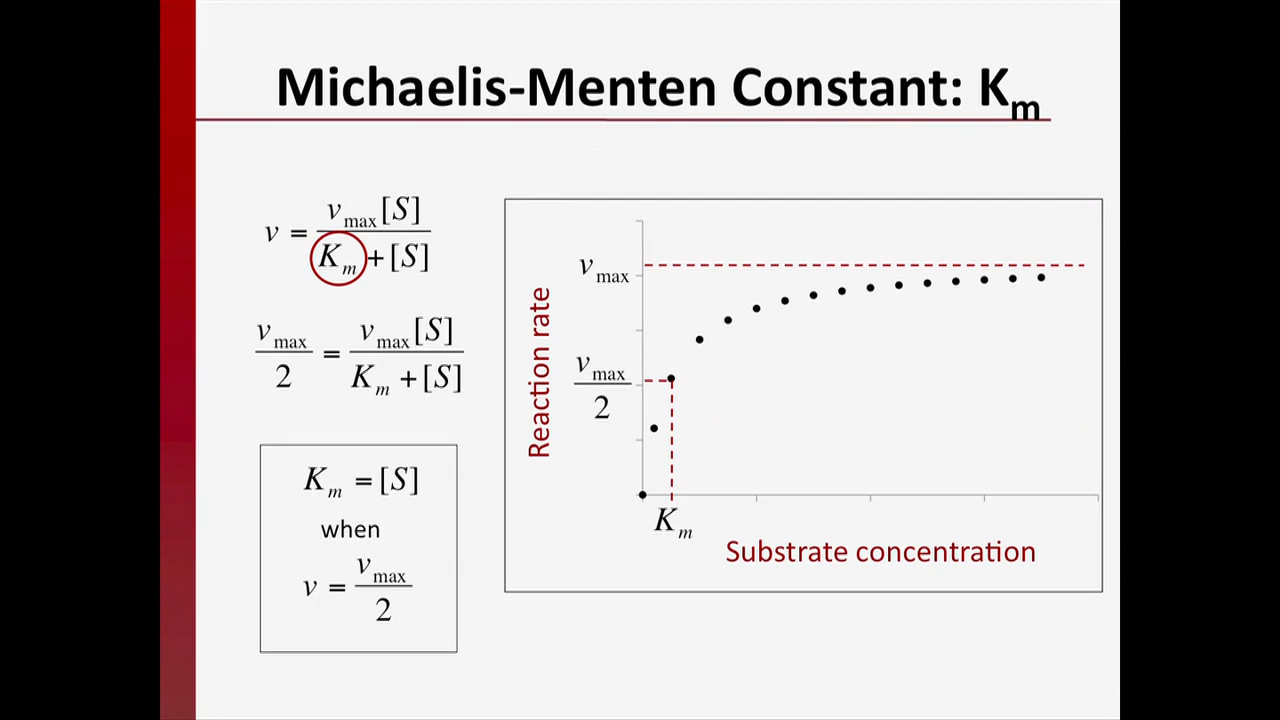 Michaelis-Menten Constant: Kₘ
v = vₘₐₓ[S] / Kₘ + [S]
vₘₐₓ / 2 = vₘₐₓ[S] / Kₘ + [S]
Kₘ = [S]
when
v = vₘₐₓ / 2
vₘₐₓ
vₘₐₓ / 2
Reaction rate
Kₘ
Substrate concentration